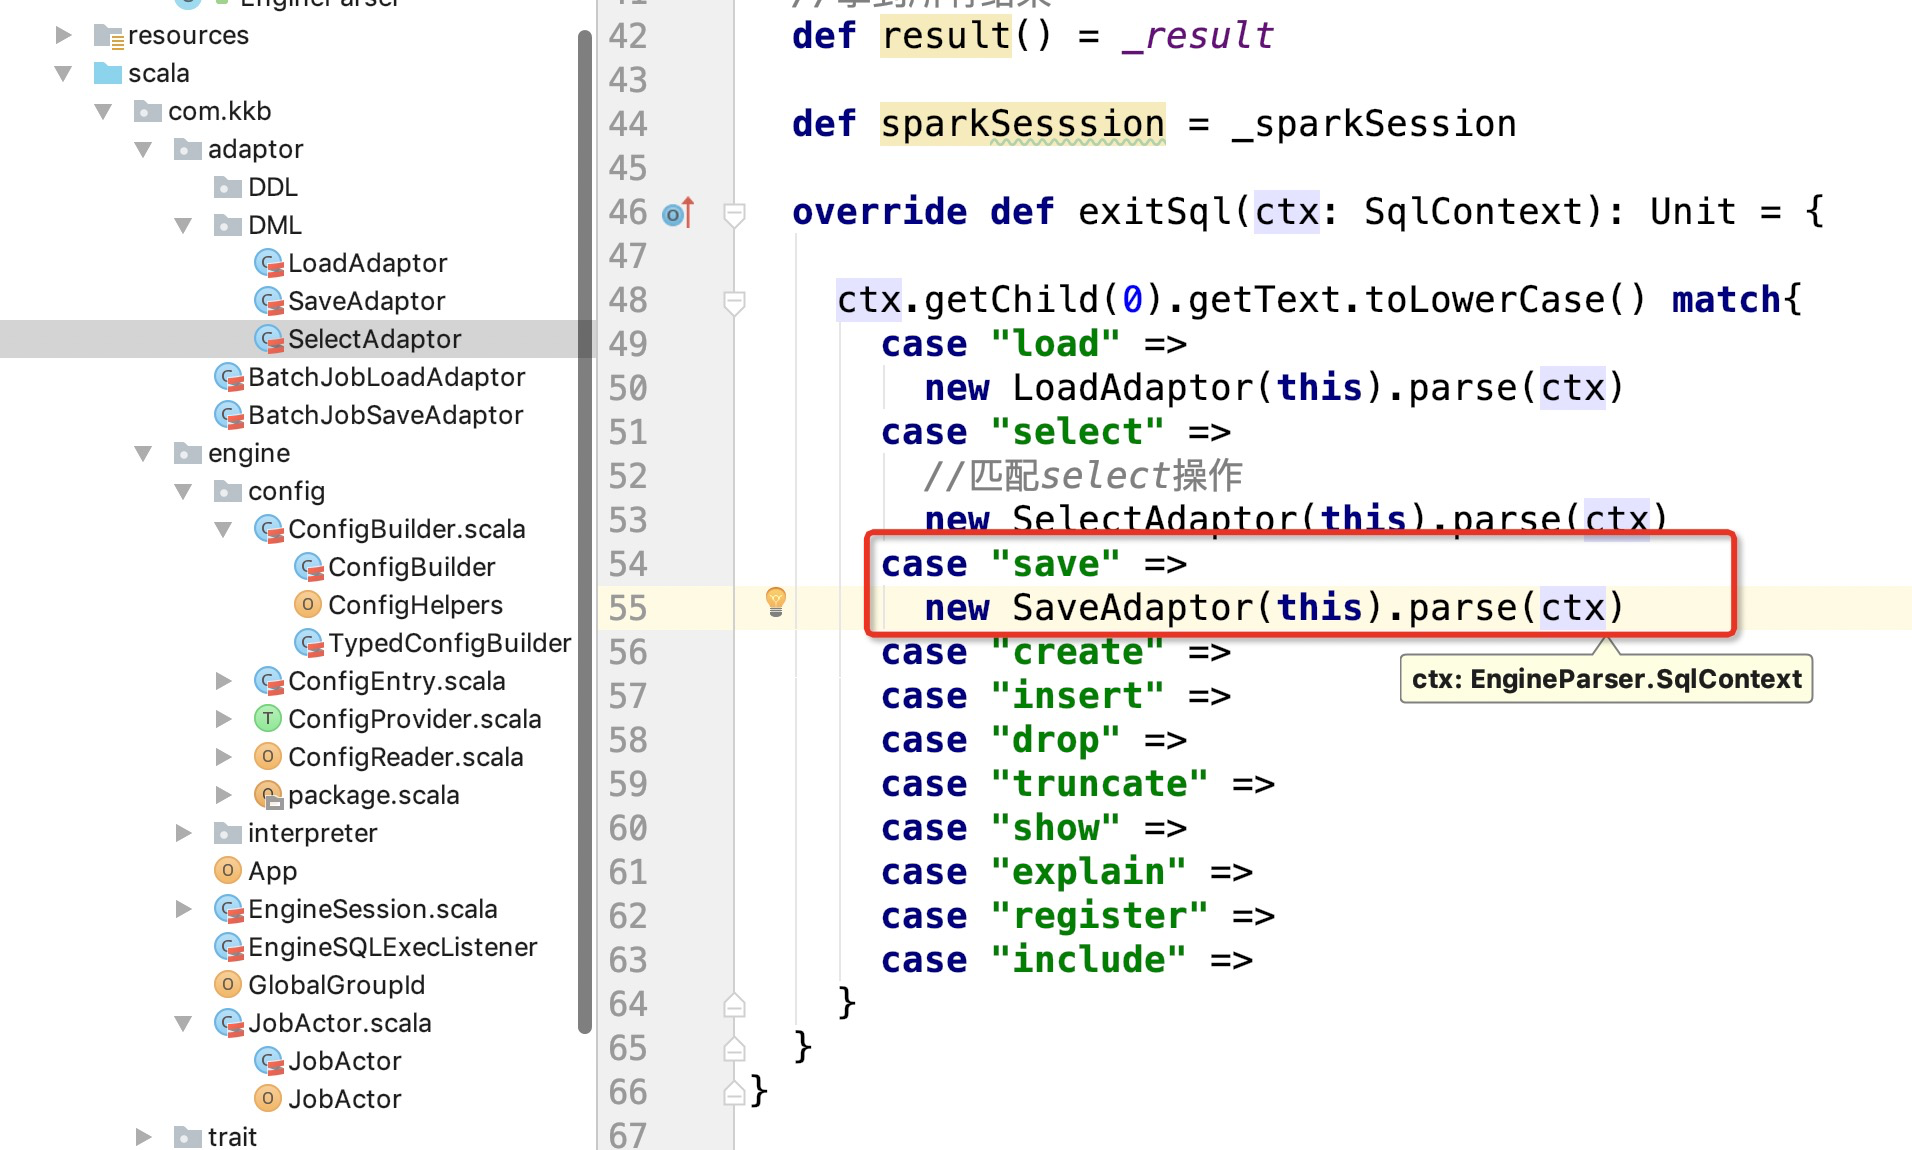 EngineParser
resources
scala
com.kkb
adaptor
DDL
DML
LoadAdaptor
SaveAdaptor
SelectAdaptor
BatchJobLoadAdaptor
BatchJobSaveAdaptor
engine
config
ConfigBuilder.scala
ConfigBuilder
ConfigHelpers
TypedConfigBuilder
ConfigEntry.scala
ConfigProvider.scala
ConfigReader.scala
package.scala
interpreter
App
EngineSession.scala
EngineSQLExecListener
GlobalGroupId
JobActor.scala
JobActor
JobActor
trait
41 //拿到所有结果
42 def result() = _result
43
44 def sparkSesssion = _sparkSession
45
46 override def exitSql(ctx: SqlContext): Unit = {
47
48 ctx.getChild(0).getText.toLowerCase() match{
49 case "load" =>
50 new LoadAdaptor(this).parse(ctx)
51 case "select" =>
52 //匹配select操作
53 new SelectAdaptor(this).parse(ctx)
54 case "save" =>
55 new SaveAdaptor(this).parse(ctx)
56 case "create" =>
ctx: EngineParser.SqlContext
57 case "insert" =>
58 case "drop" =>
59 case "truncate" =>
60 case "show" =>
61 case "explain" =>
62 case "register" =>
63 case "include" =>
64 }
65 }
66 }
67